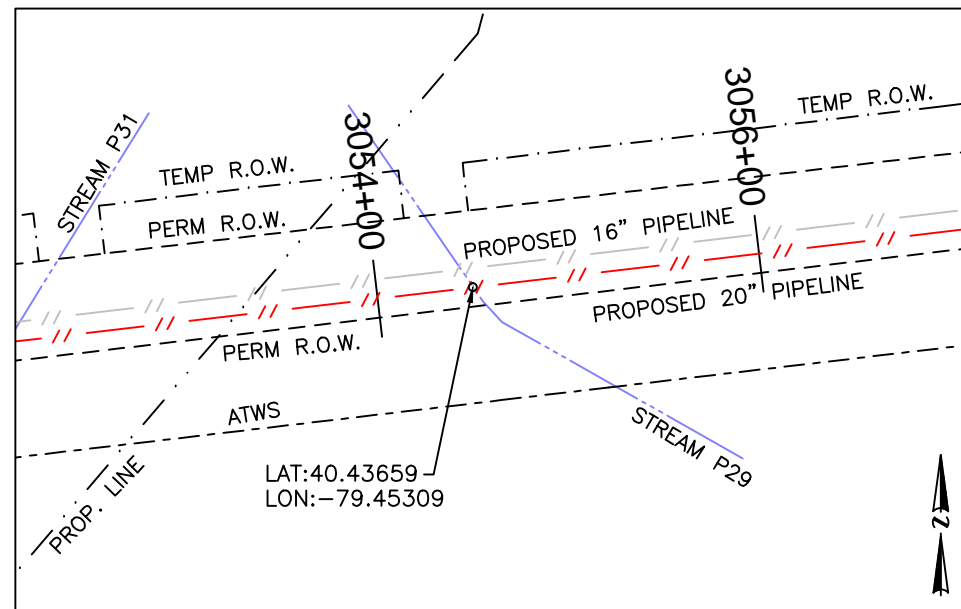 STREAM P31
TEMP R.O.W.
PERM R.O.W.
3054+00
3056+00
TEMP R.O.W.
PROPOSED 16” PIPELINE
PROPOSED 20” PIPELINE
PERM R.O.W.
ATWS
PROP. LINE
LAT:40.43659
LON:-79.45309
STREAM P29
N